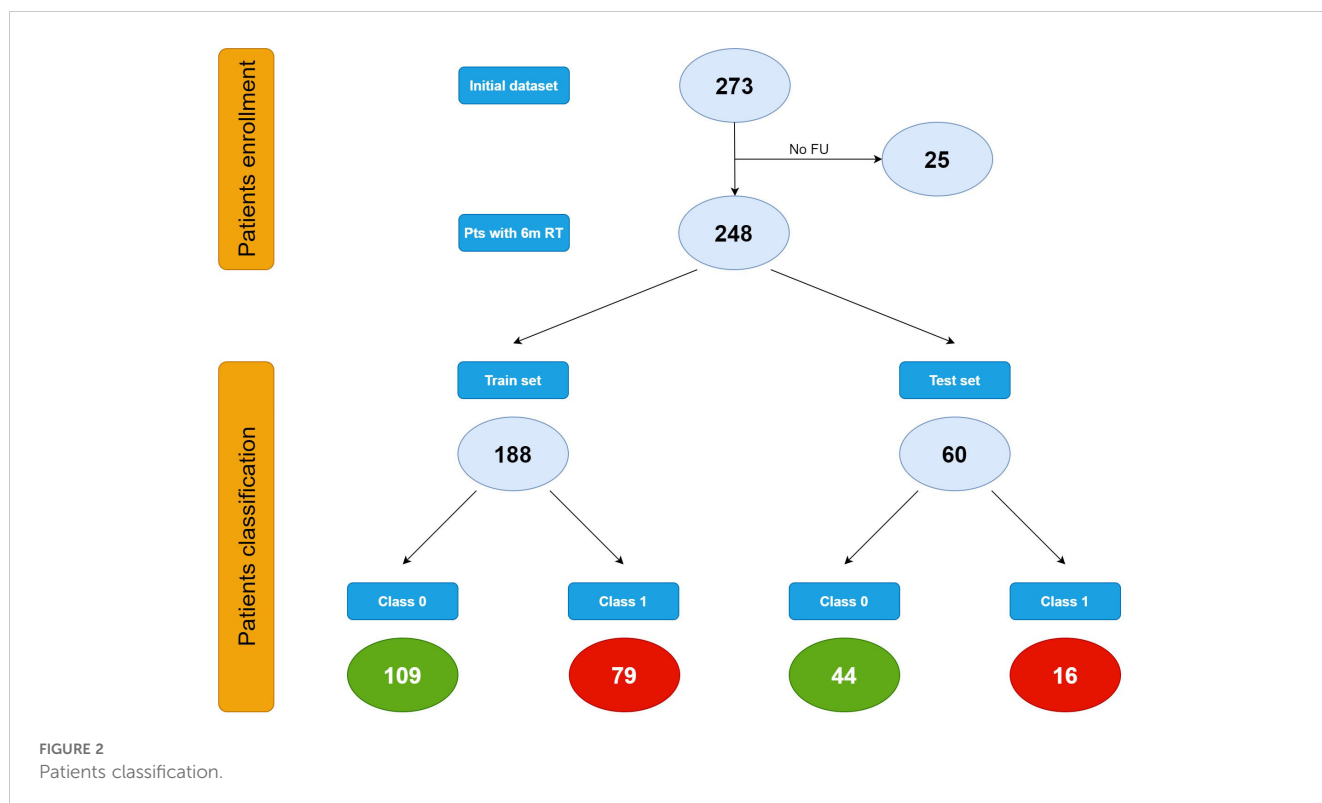 Patients enrollment
Initial dataset
273
No FU
25
Pts with 6m RT
248
Patients classification
Train set
Test set
188
60
Class 0
Class 1
Class 0
Class 1
109
79
44
16
FIGURE 2
Patients classification.